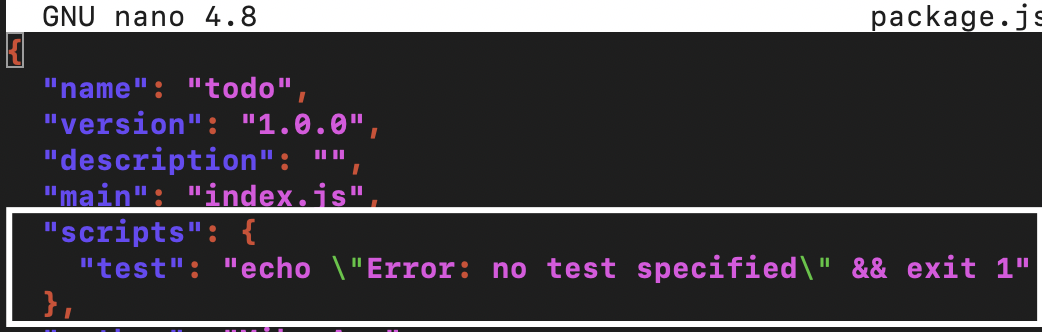 GNU nano 4.8 package.js
{
"name": "todo",
"version": "1.0.0",
"description": "",
"main": "index.js",
"scripts": {
"test": "echo \"Error: no test specified\" && exit 1"
},